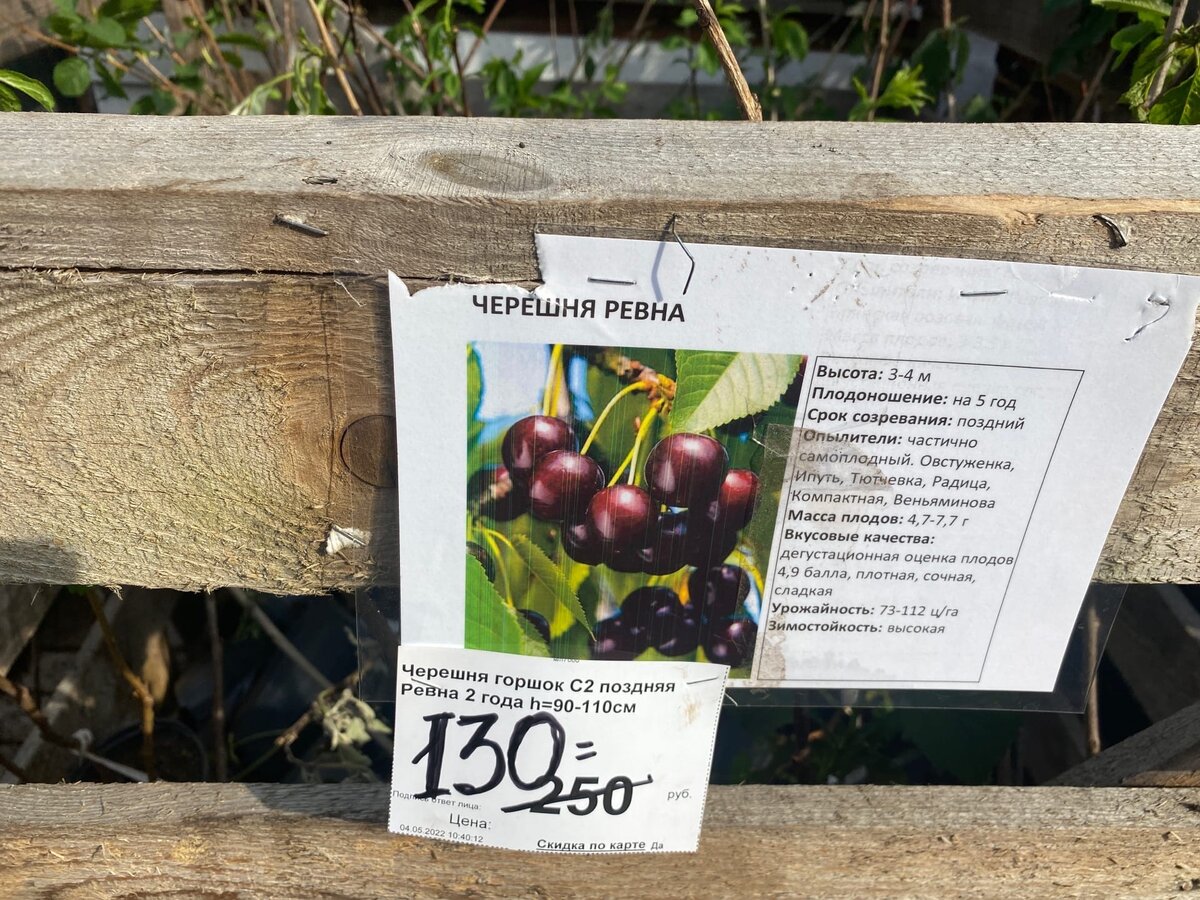 ЧЕРЕШНЯ РЕВНА
Высота: 3-4 м
Плодоношение: на 5 год
Срок созревания: поздний
Опылители: частично
самоплодный. Овстуженка,
Ипуть, Тютчевка, Радица,
Компактная, Веньяминова
Масса плодов: 4,7-7,7 г
Вкусовые качества:
дегустационная оценка плодов
4,9 балла, плотная, сочная,
сладкая
Урожайность: 73-112 ц/га
Зимостойкость: высокая
Черешня горшок С2 поздняя
Ревна 2 года h=90-110см
130=
250
руб.
Подпись ответ лица:
Цена:
04.05.2022 10:40:12
Скидка по карте Да